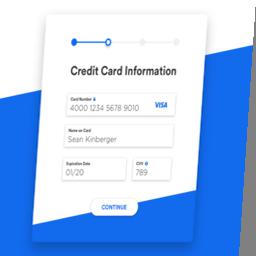 Credit Card Information
Card Number
4000 1234 5678 9010 VISA
Name on Card
Sean Kinberger
Expiration Date CVV
01/20 789
CONTINUE